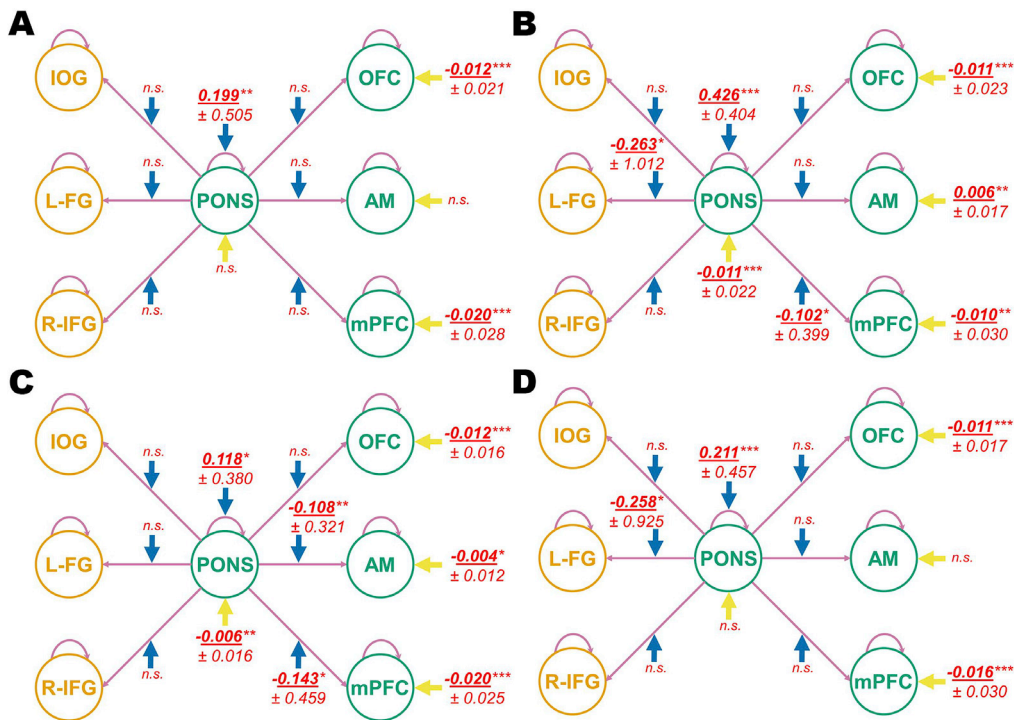 A
IOG
n.s.
0.199**
± 0.505
n.s.
OFC
-0.012***
± 0.021
L-FG
n.s.
PONS
n.s.
AM
n.s.
R-IFG
n.s.
n.s.
n.s.
mPFC
-0.020***
± 0.028
B
IOG
n.s.
0.426***
± 0.404
n.s.
OFC
-0.011***
± 0.023
L-FG
-0.263*
± 1.012
PONS
n.s.
AM
0.006**
± 0.017
R-IFG
n.s.
-0.011***
± 0.022
-0.102*
± 0.399
mPFC
-0.010**
± 0.030
C
IOG
n.s.
0.118*
± 0.380
n.s.
OFC
-0.012***
± 0.016
L-FG
n.s.
PONS
-0.108**
± 0.321
AM
-0.004*
± 0.012
R-IFG
n.s.
-0.006**
± 0.016
-0.143*
± 0.459
mPFC
-0.020***
± 0.025
D
IOG
n.s.
0.211***
± 0.457
n.s.
OFC
-0.011***
± 0.017
L-FG
-0.258*
± 0.925
PONS
n.s.
AM
n.s.
R-IFG
n.s.
n.s.
n.s.
mPFC
-0.016***
± 0.030